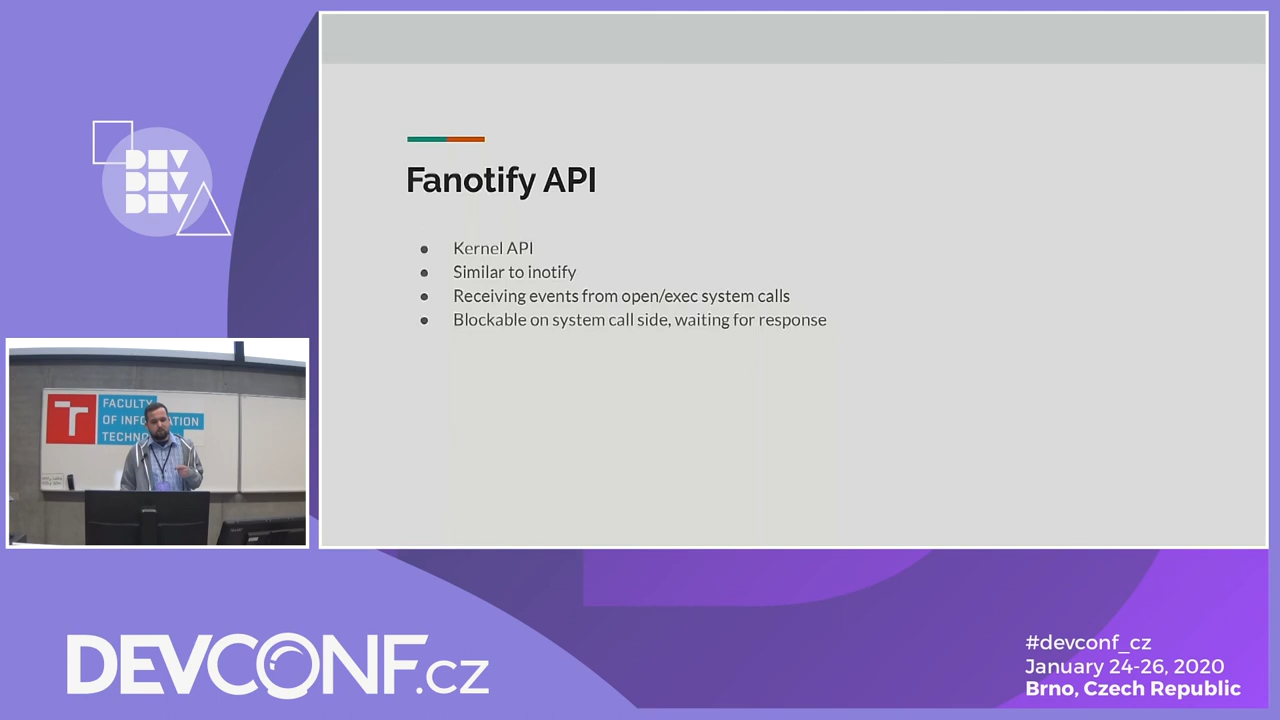 DEV
DEV
DEV
Fanotify API
● Kernel API
● Similar to inotify
● Receiving events from open/exec system calls
● Blockable on system call side, waiting for response
FACULTY
OF INFORMATION
DEVCONF.cz
#devconf_cz
January 24-26, 2020
Brno, Czech Republic